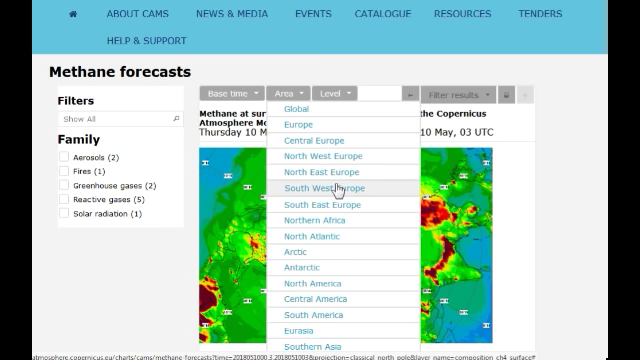 ABOUT CAMS NEWS & MEDIA EVENTS CATALOGUE RESOURCES TENDERS
HELP & SUPPORT
Methane forecasts
Filters
Show All
Family
Aerosols (2)
Fires (1)
Greenhouse gases (2)
Reactive gases (5)
Solar radiation (1)
Base time Area Level Filter results
Methane at sur the Copernicus
Atmosphere Mo
Thursday 10 M 10 May, 03 UTC
Global
Europe
Central Europe
North West Europe
North East Europe
South West Europe
South East Europe
Northern Africa
North Atlantic
Arctic
Antarctic
North America
Central America
South America
Eurasia
Southern Asia